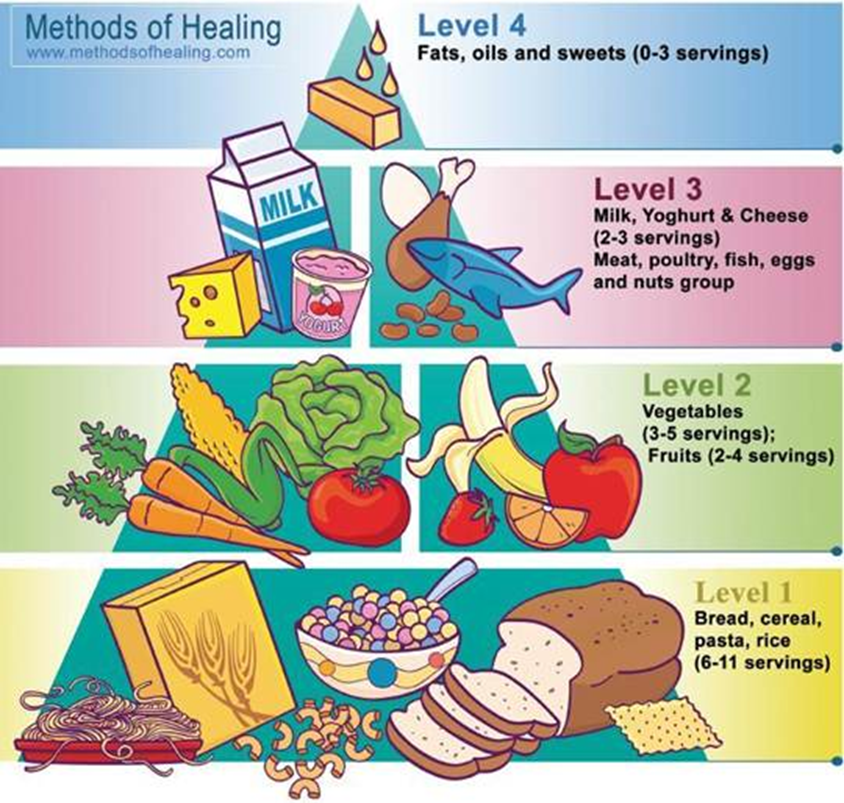 Methods of Healing
www.methodsofhealing.com
Level 4
Fats, oils and sweets (0-3 servings)
MILK
YOGURT
Level 3
Milk, Yoghurt & Cheese
(2-3 servings)
Meat, poultry, fish, eggs
and nuts group
Level 2
Vegetables
(3-5 servings);
Fruits (2-4 servings)
Level 1
Bread, cereal,
pasta, rice
(6-11 servings)